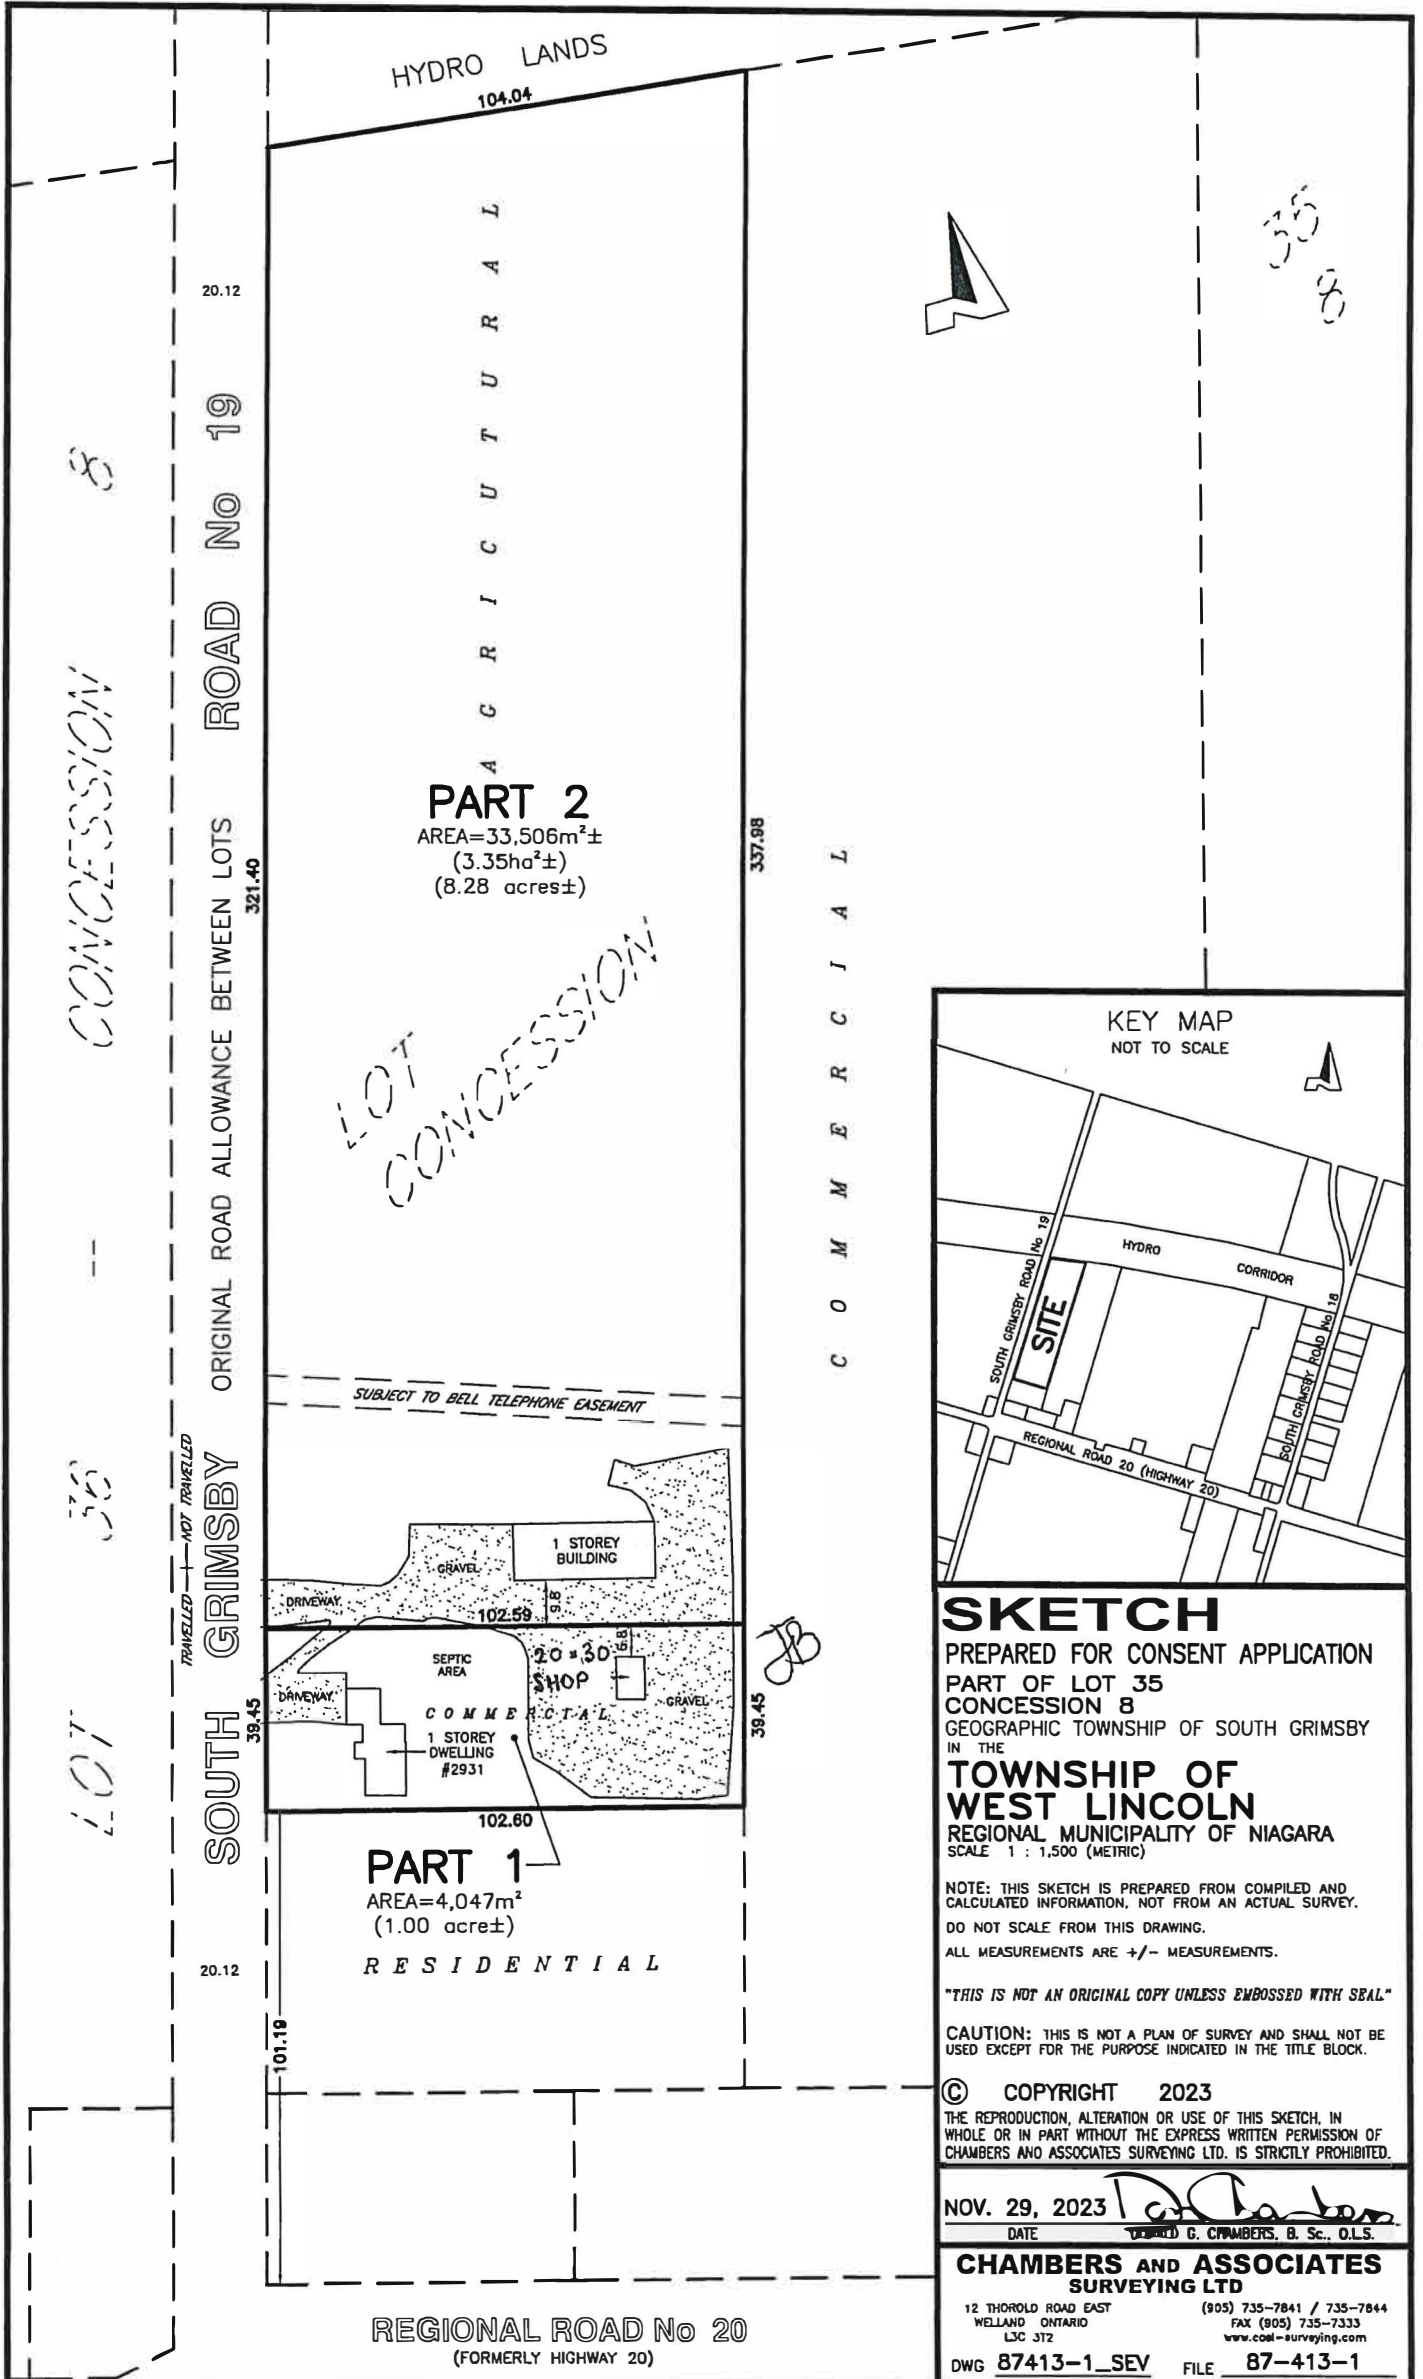 HYDRO LANDS
104.04
35
8
20.12
LOT 36 -- CONCESSION 8
SOUTH GRIMSBY ROAD No 19
ORIGINAL ROAD ALLOWANCE BETWEEN LOTS
TRAVELLED NOT TRAVELLED
321.40
AGRICUTURAL
PART 2
AREA=33,506m²±
(3.35ha²±)
(8.28 acres±)
337.98
COMMERCIAL
LOT
CONCESSION
SUBJECT TO BELL TELEPHONE EASEMENT
1 STOREY
BUILDING
GRAVEL
DRIVEWAY
9.8
102.59
SEPTIC
AREA
20 x 30
SHOP
6.8
JB
DRIVEWAY
GRAVEL
COMMERCIAL
39.45
39.45
1 STOREY
DWELLING
#2931
102.60
PART 1
AREA=4,047m²
(1.00 acre±)
RESIDENTIAL
20.12
101.19
REGIONAL ROAD No 20
(FORMERLY HIGHWAY 20)
KEY MAP
NOT TO SCALE
SOUTH GRIMSBY ROAD No 19
HYDRO CORRIDOR
SITE
SOUTH GRIMSBY ROAD No 18
REGIONAL ROAD 20 (HIGHWAY 20)
SKETCH
PREPARED FOR CONSENT APPLICATION
PART OF LOT 35
CONCESSION 8
GEOGRAPHIC TOWNSHIP OF SOUTH GRIMSBY
IN THE
TOWNSHIP OF
WEST LINCOLN
REGIONAL MUNICIPALITY OF NIAGARA
SCALE 1 : 1,500 (METRIC)
NOTE: THIS SKETCH IS PREPARED FROM COMPILED AND
CALCULATED INFORMATION, NOT FROM AN ACTUAL SURVEY.
DO NOT SCALE FROM THIS DRAWING.
ALL MEASUREMENTS ARE +/- MEASUREMENTS.
"THIS IS NOT AN ORIGINAL COPY UNLESS EMBOSSED WITH SEAL"
CAUTION: THIS IS NOT A PLAN OF SURVEY AND SHALL NOT BE
USED EXCEPT FOR THE PURPOSE INDICATED IN THE TITLE BLOCK.
© COPYRIGHT 2023
THE REPRODUCTION, ALTERATION OR USE OF THIS SKETCH, IN
WHOLE OR IN PART WITHOUT THE EXPRESS WRITTEN PERMISSION OF
CHAMBERS AND ASSOCIATES SURVEYING LTD. IS STRICTLY PROHIBITED.
NOV. 29, 2023
DATE
G. CHAMBERS, B. Sc., O.L.S.
CHAMBERS AND ASSOCIATES
SURVEYING LTD
12 THOROLD ROAD EAST
WELLAND ONTARIO
L3C 3T2
(905) 735-7841 / 735-7844
FAX (905) 735-7333
www.coal-surveying.com
DWG 87413-1_SEV
FILE 87-413-1